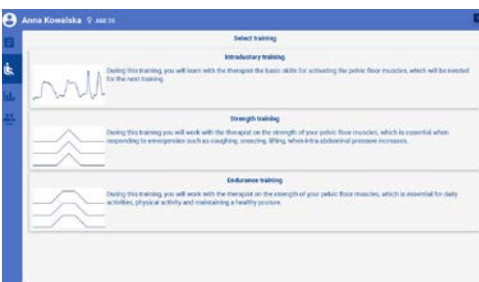 Anna Kowalska
Select training
Introductory training
During this training, you will learn with the therapist the basic skills for activating the pelvic floor muscles, which will be needed
for the next training.
Strength training
During this training you will work with the therapist on the strength of your pelvic floor muscles, which is essential when
responding to emergencies such as coughing, sneezing, lifting, when intra-abdominal pressure increases.
Endurance training
During this training, you will work with the therapist on the strength of your pelvic floor muscles, which is essential for daily
activities, physical activity and maintaining a healthy posture.